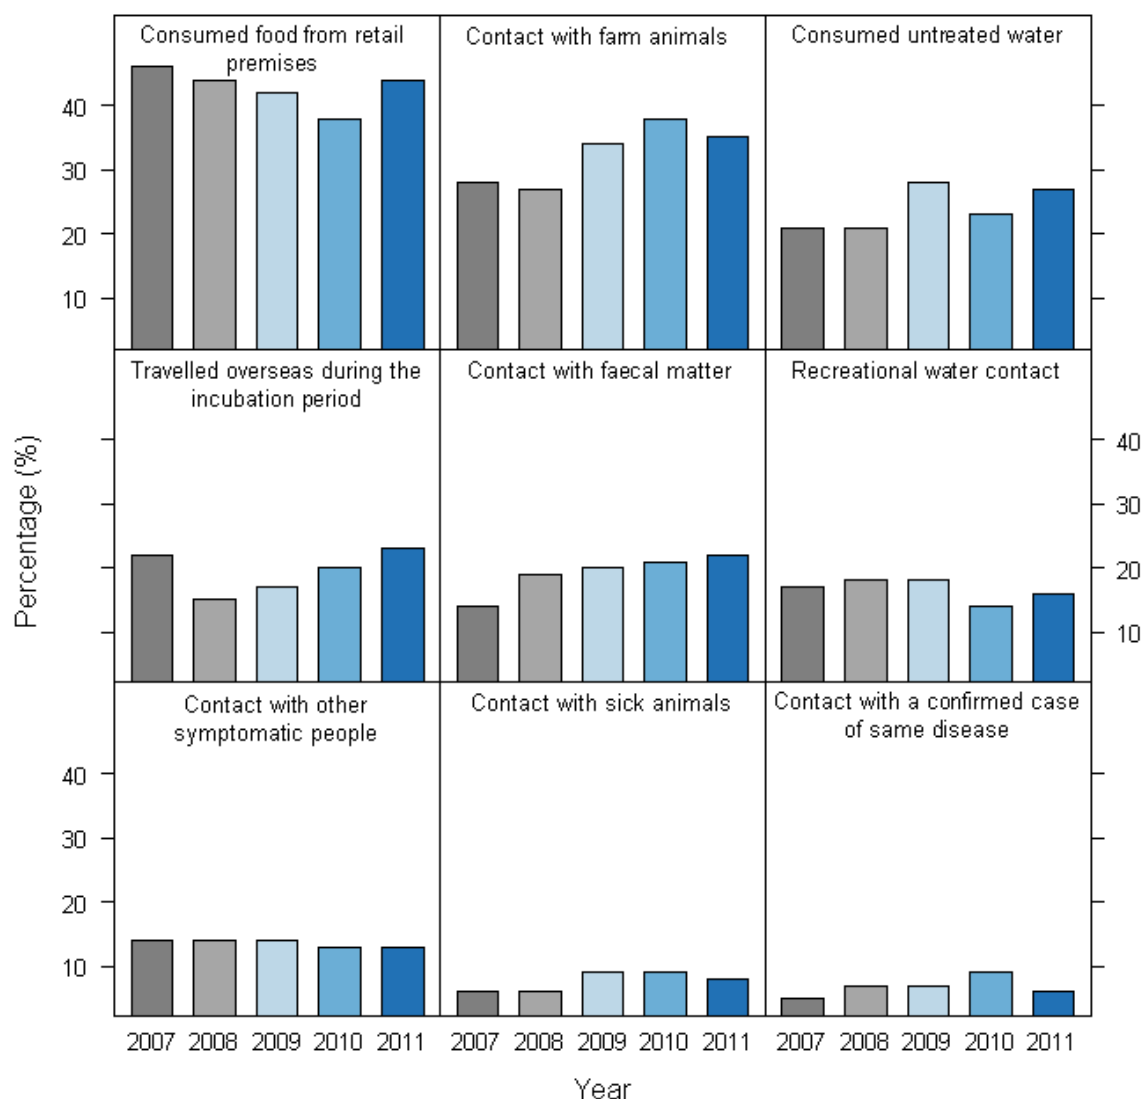 Consumed food from retail
premises
Contact with farm animals
Consumed untreated water
40
30
20
10
Travelled overseas during the
incubation period
Contact with faecal matter
Recreational water contact
40
30
20
10
Percentage (%)
Contact with other
symptomatic people
Contact with sick animals
Contact with a confirmed case
of same disease
40
30
20
10
2007 2008 2009 2010 2011 2007 2008 2009 2010 2011 2007 2008 2009 2010 2011
Year